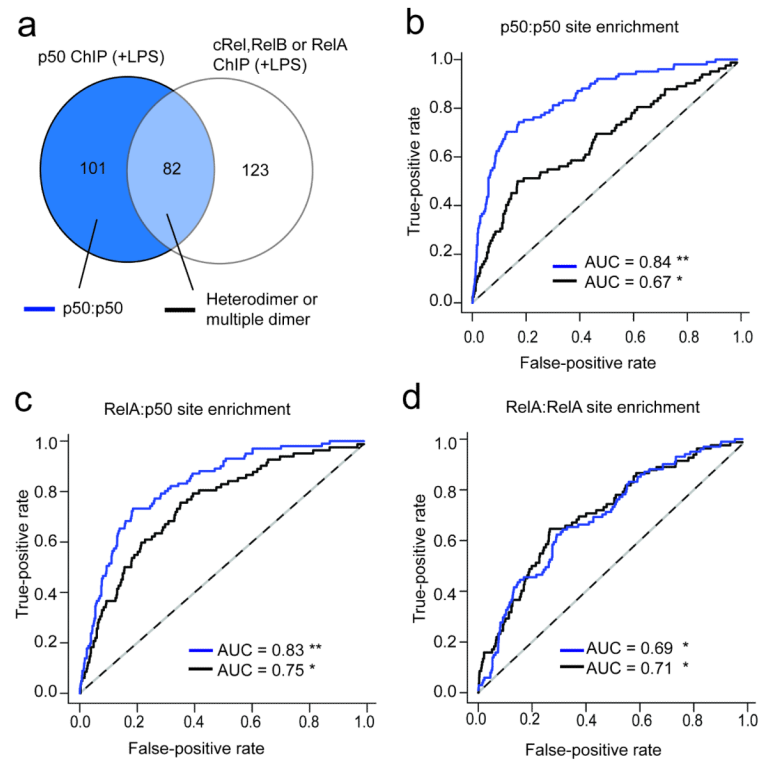 a
p50 ChIP (+LPS)
cRel,RelB or RelA
ChIP (+LPS)
101
82
123
p50:p50
Heterodimer or
multiple dimer
b
p50:p50 site enrichment
True-positive rate
1.0
0.8
0.6
0.4
0.2
0.0
AUC = 0.84 **
AUC = 0.67 *
0.0 0.2 0.4 0.6 0.8 1.0
False-positive rate
c
RelA:p50 site enrichment
True-positive rate
1.0
0.8
0.6
0.4
0.2
0.0
AUC = 0.83 **
AUC = 0.75 *
0.0 0.2 0.4 0.6 0.8 1.0
False-positive rate
d
RelA:RelA site enrichment
True-positive rate
1.0
0.8
0.6
0.4
0.2
0.0
AUC = 0.69 *
AUC = 0.71 *
0.0 0.2 0.4 0.6 0.8 1.0
False-positive rate